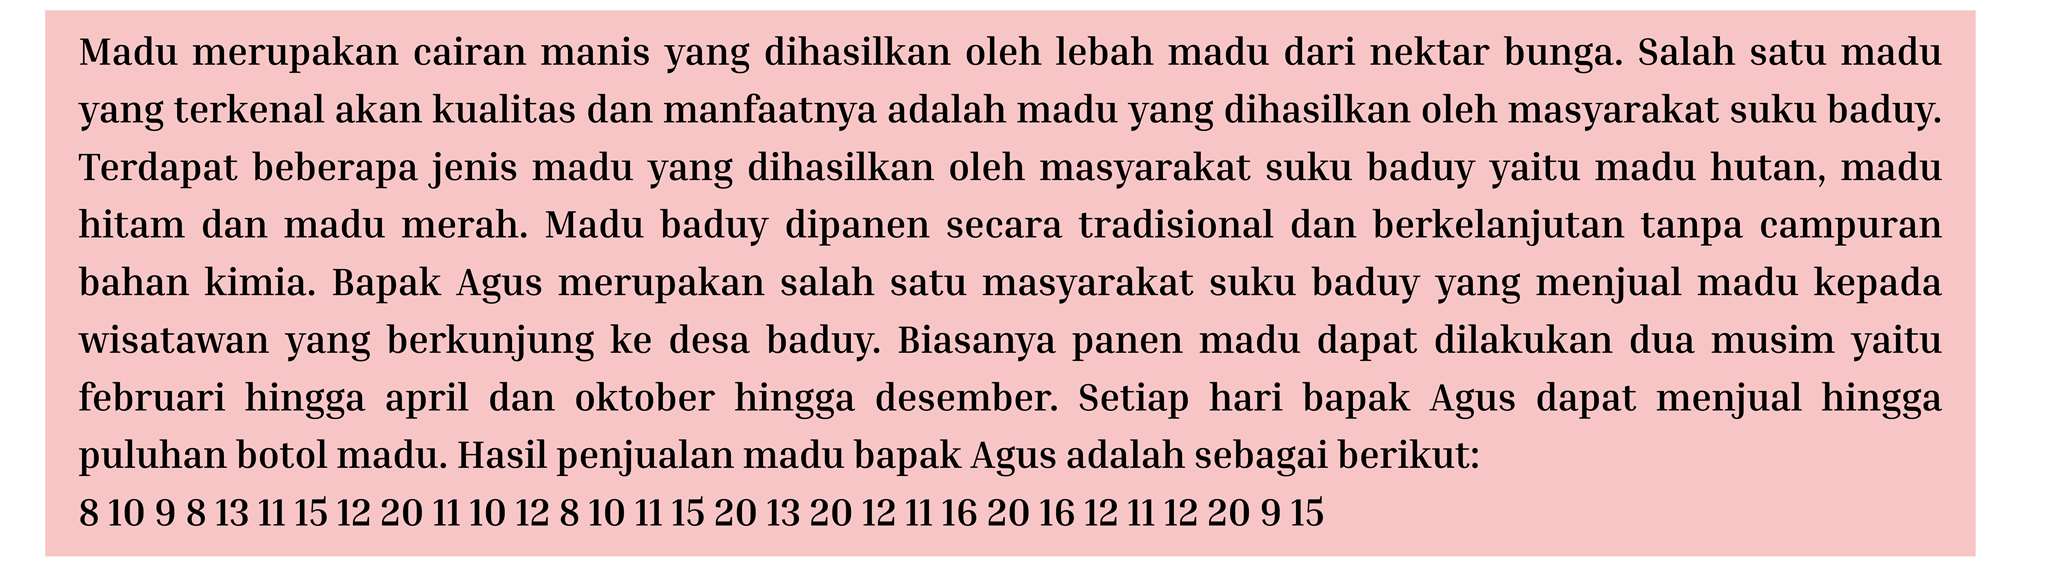 Madu merupakan cairan manis yang dihasilkan oleh lebah madu dari nektar bunga. Salah satu madu
yang terkenal akan kualitas dan manfaatnya adalah madu yang dihasilkan oleh masyarakat suku baduy.
Terdapat beberapa jenis madu yang dihasilkan oleh masyarakat suku baduy yaitu madu hutan, madu
hitam dan madu merah. Madu baduy dipanen secara tradisional dan berkelanjutan tanpa campuran
bahan kimia. Bapak Agus merupakan salah satu masyarakat suku baduy yang menjual madu kepada
wisatawan yang berkunjung ke desa baduy. Biasanya panen madu dapat dilakukan dua musim yaitu
februari hingga april dan oktober hingga desember. Setiap hari bapak Agus dapat menjual hingga
puluhan botol madu. Hasil penjualan madu bapak Agus adalah sebagai berikut:
8 10 9 8 13 11 15 12 20 11 10 12 8 10 11 15 20 13 20 12 11 16 20 16 12 11 12 20 9 15